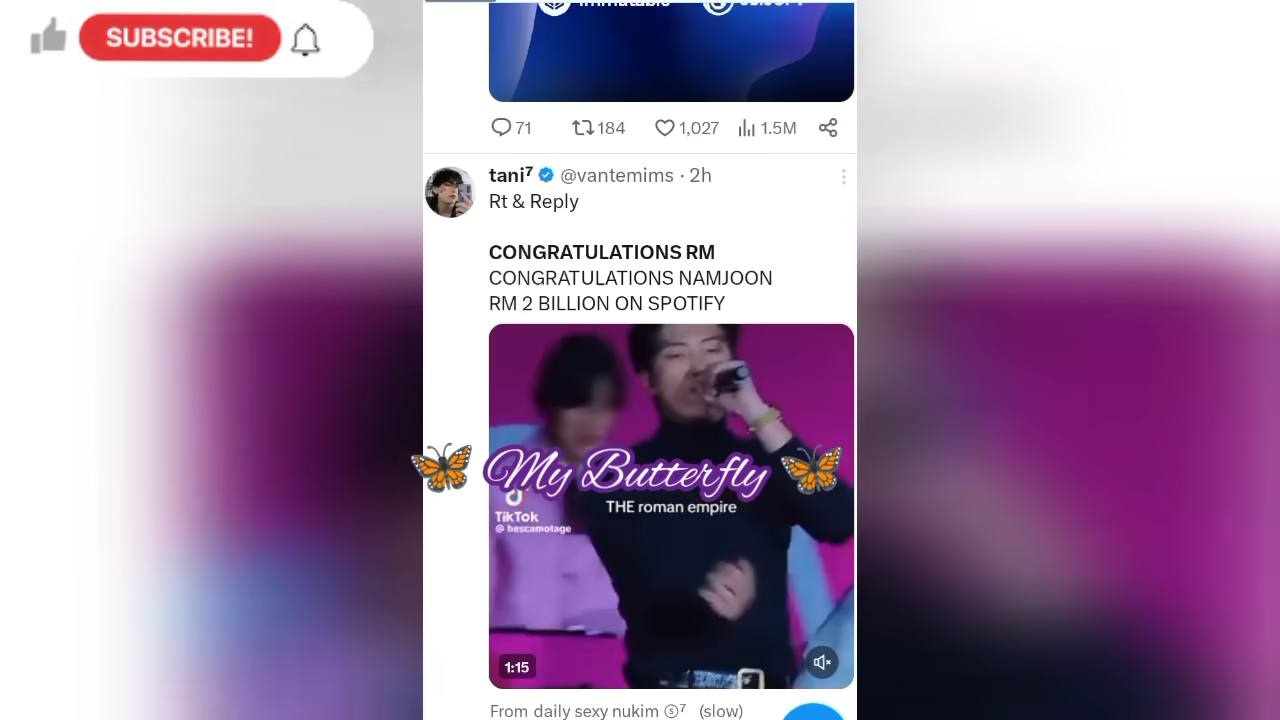 SUBSCRIBE!
71 184 1,027 1.5M
tani⁷ @vantemims · 2h
Rt & Reply
CONGRATULATIONS RM
CONGRATULATIONS NAMJOON
RM 2 BILLION ON SPOTIFY
My Butterfly
THE roman empire
TikTok
1:15
From daily sexy nukim ⓢ⁷ (slow)